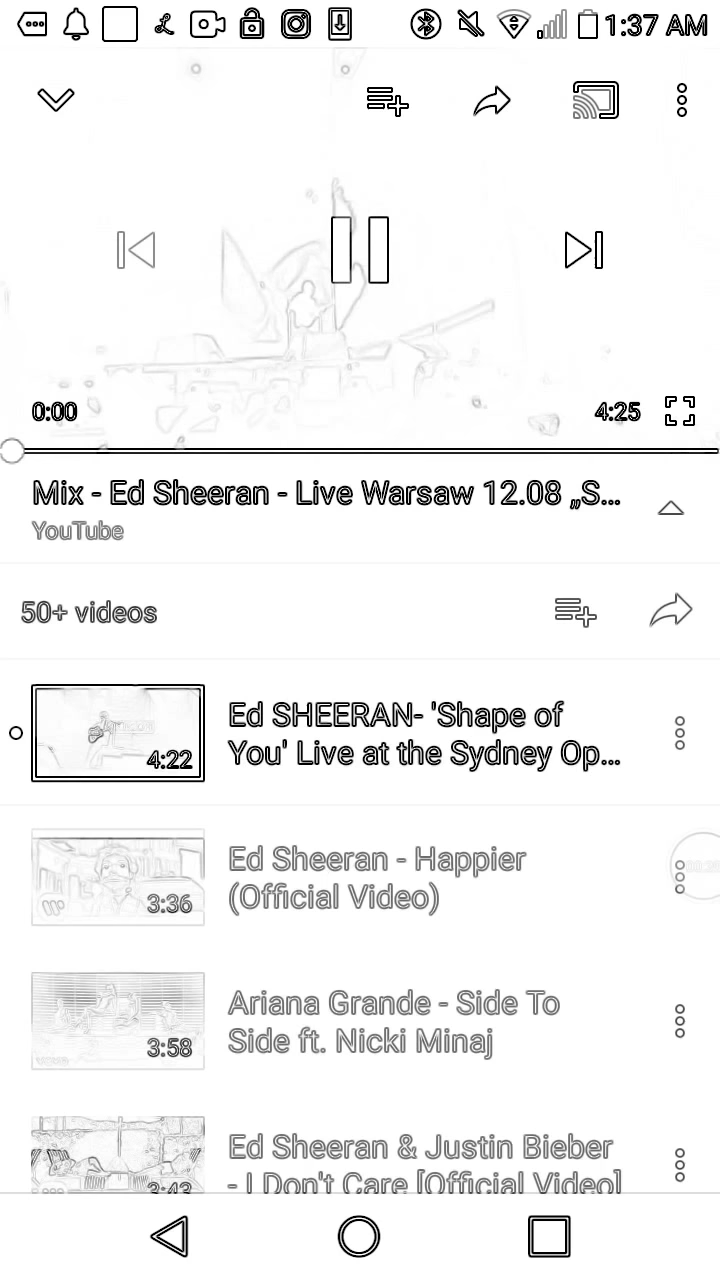 1:37 AM
0:00
4:25
Mix - Ed Sheeran - Live Warsaw 12.08 „S...
YouTube
50+ videos
Ed SHEERAN- 'Shape of
You' Live at the Sydney Op...
4:22
Ed Sheeran - Happier
(Official Video)
3:36
Ariana Grande - Side To
Side ft. Nicki Minaj
3:58
Ed Sheeran & Justin Bieber
- I Don't Care [Official Video]
3:43